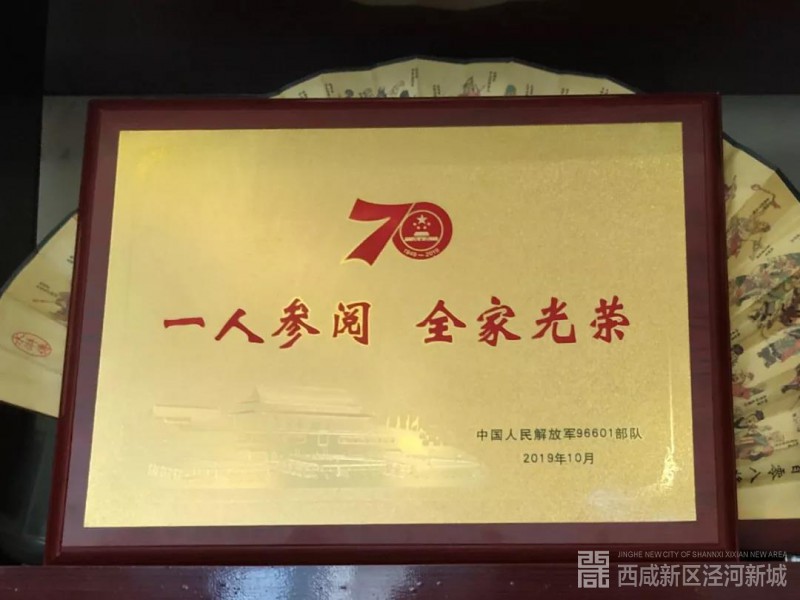 70
1949—2019
一人参阅 全家光荣
中国人民解放军96601部队
2019年10月
JINGHE NEW CITY OF SHANNXI XIXIAN NEW AREA
西咸新区泾河新城